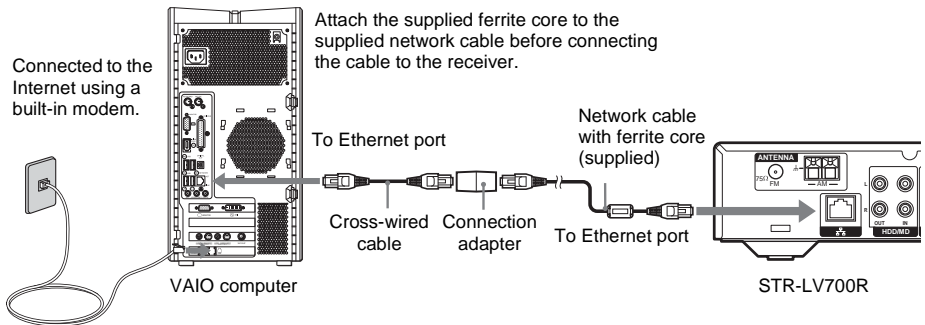 Attach the supplied ferrite core to the
supplied network cable before connecting
the cable to the receiver.
Connected to the
Internet using a
built-in modem.
To Ethernet port
Network cable
with ferrite core
(supplied)
Cross-wired
cable
Connection
adapter
To Ethernet port
VAIO computer
ANTENNA
75Ω
FM
AM
L
R
OUT
IN
HDD/MD
STR-LV700R